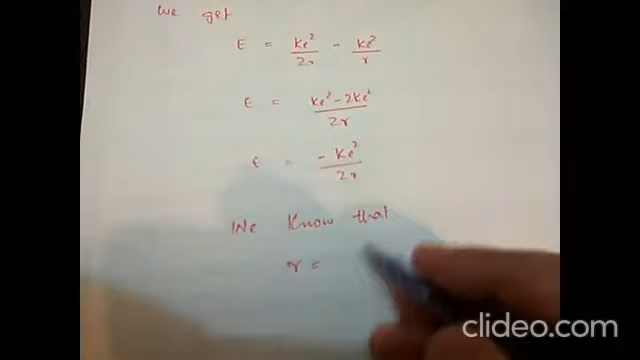 We get
E = ke²/2r - ke²/r
E = ke² - 2ke²/2r
E = -ke²/2r
We Know that
r =
clideo.com